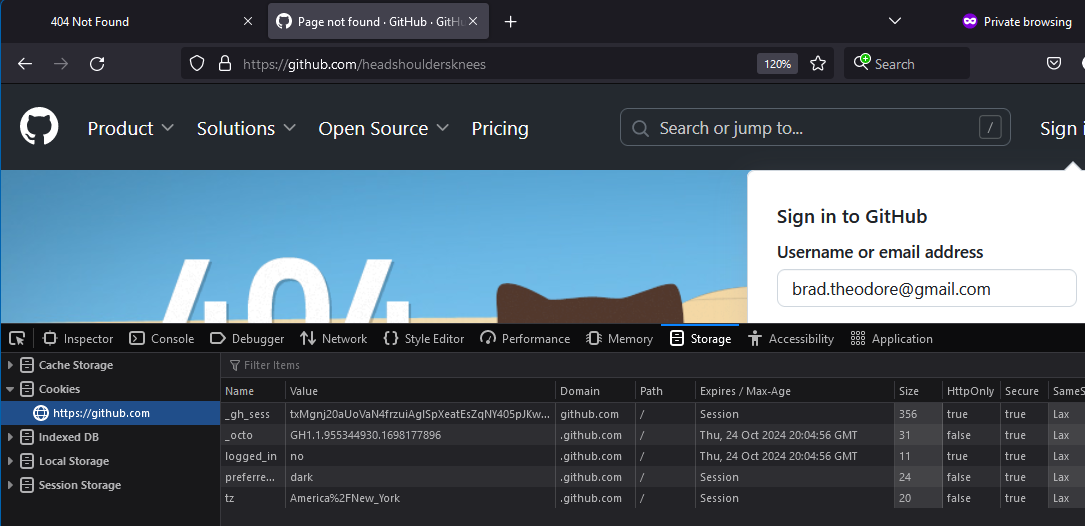 404 Not Found
Page not found · GitHub · GitHu
Private browsing
https://github.com/headshouldersknees
120%
Search
Product
Solutions
Open Source
Pricing
Search or jump to...
/
Sign i
404
Sign in to GitHub
Username or email address
brad.theodore@gmail.com
Inspector
Console
Debugger
Network
Style Editor
Performance
Memory
Storage
Accessibility
Application
Cache Storage
Cookies
https://github.com
Indexed DB
Local Storage
Session Storage
Filter Items
Name Value Domain Path Expires / Max-Age Size HttpOnly Secure SameS
_gh_sess txMgnj20aUoVaN4frzuiAgISpXeatEsZqNY405pJKw... github.com / Session 356 true true Lax
_octo GH1.1.955344930.1698177896 .github.com / Thu, 24 Oct 2024 20:04:56 GMT 31 false true Lax
logged_in no .github.com / Thu, 24 Oct 2024 20:04:56 GMT 11 true true Lax
preferre... dark .github.com / Session 24 false true Lax
tz America%2FNew_York .github.com / Session 20 false true Lax